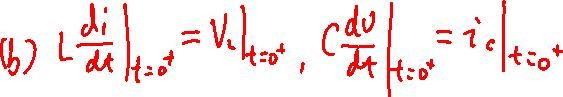 (b) L di/dt |t=0⁺ = V_L |t=0⁺ , C dv/dt |t=0⁺ = i_c |t=0⁺